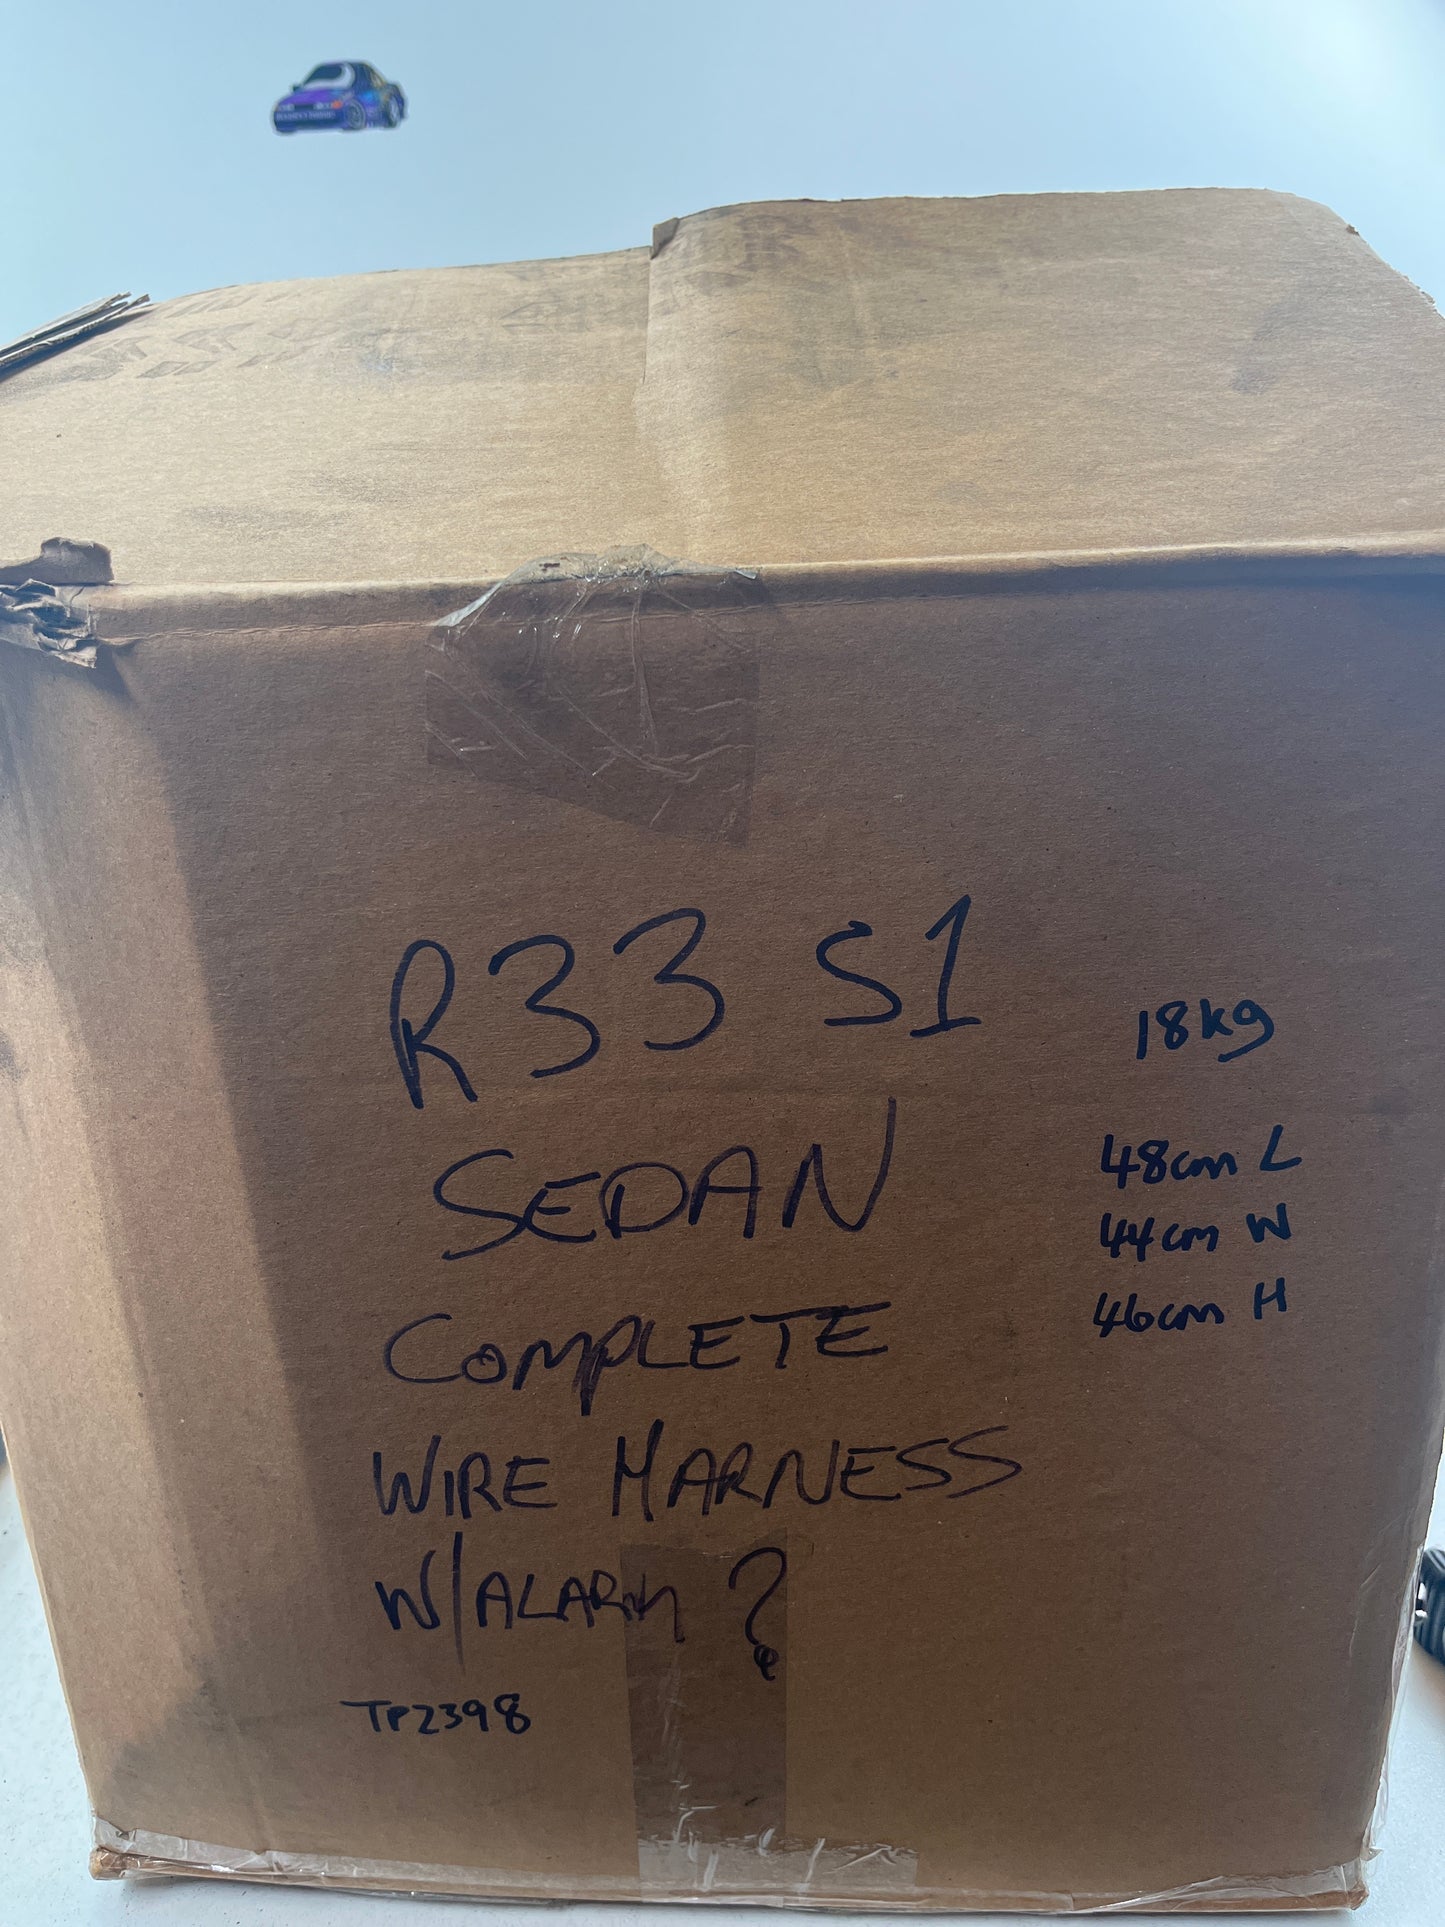 R33 S1
SEDAN
COMPLETE
WIRE HARNESS
W/ALARM ?
TP2398
18kg
48cm L
44cm W
46cm H